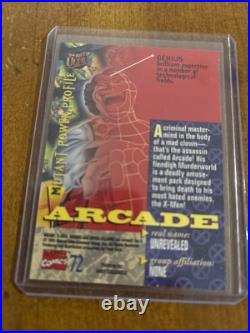 GENIUS:
brilliant expertise
in a number of
technological
fields.
MUTANT POWER PROFILE
A criminal master-
mind in the body
of a mad clown—
that's the assassin
called Arcade! His
fiendish Murderworld
is a deadly amuse-
ment park designed
to bring death to his
most hated enemies,
the X-Men!
ARCADE
real name:
UNREVEALED
group affiliation:
NONE
MARVEL
COMICS
72